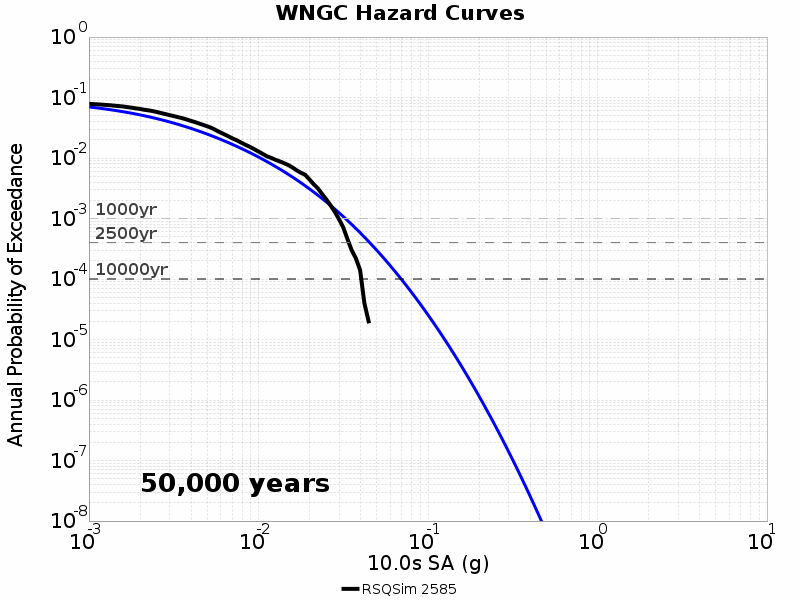 WNGC Hazard Curves
Annual Probability of Exceedance
10^0
10^-1
10^-2
10^-3
10^-4
10^-5
10^-6
10^-7
10^-8
1000yr
2500yr
10000yr
50,000 years
10^-3 10^-2 10^-1 10^0 10^1
10.0s SA (g)
RSQSim 2585